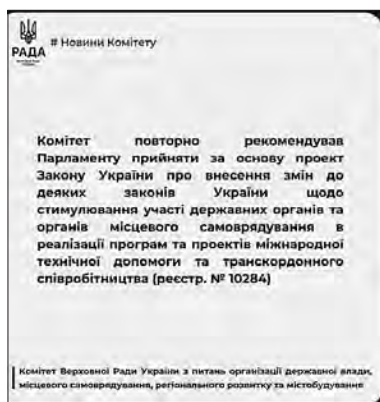 РАДА
# Новини Комітету
Комітет повторно рекомендував
Парламенту прийняти за основу проект
Закону України про внесення змін до
деяких законів України щодо
стимулювання участі державних органів та
органів місцевого самоврядування в
реалізації програм та проектів міжнародної
технічної допомоги та транскордонного
співробітництва (реєстр. № 10284)
Комітет Верховної Ради України з питань організації державної влади,
місцевого самоврядування, регіонального розвитку та містобудування